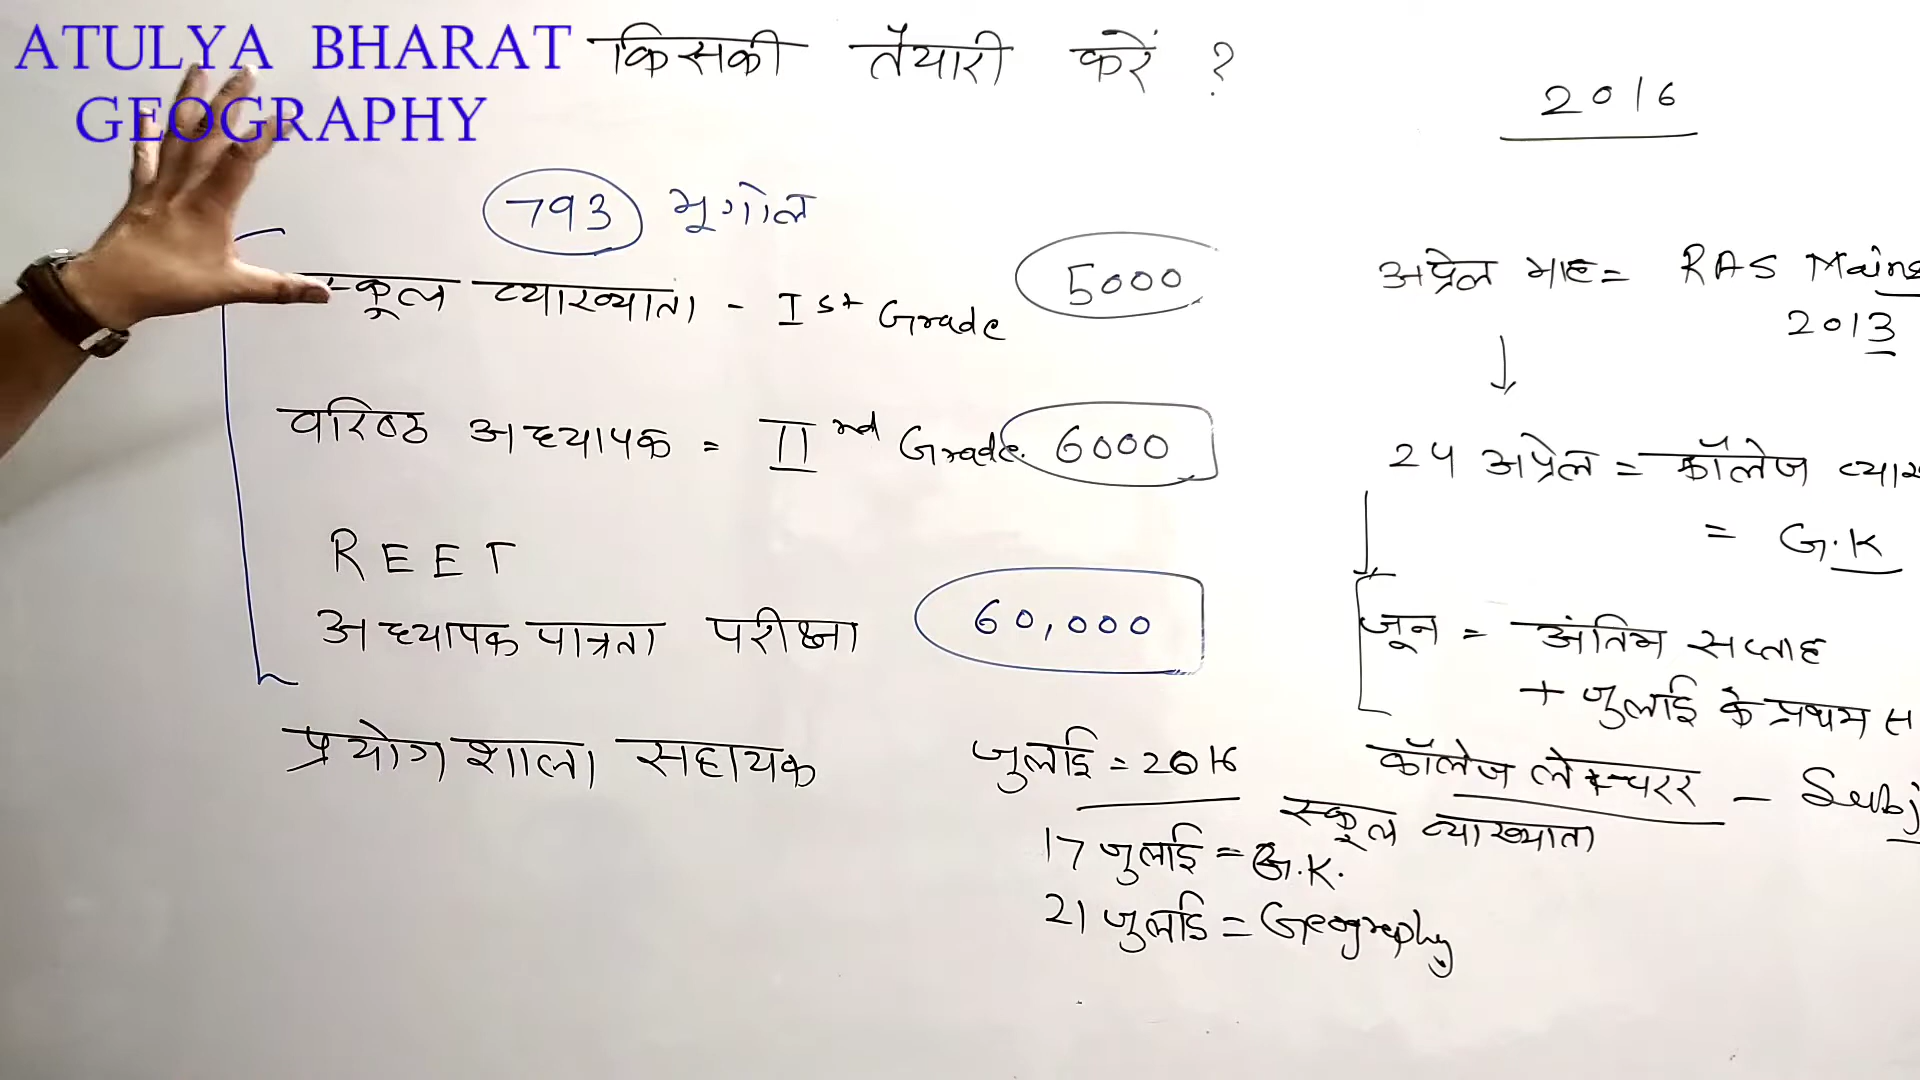 ATULYA BHARAT
GEOGRAPHY
किसकी तैयारी करें ?
793 भूगोल
स्कूल व्याख्याता - Ist Grade 5000
वरिष्ठ अध्यापक = IInd Grade. 6000
REET
अध्यापक पात्रता परीक्षा 60,000
प्रयोगशाला सहायक
2016
अप्रेल माह = RAS Mains
2013
24 अप्रेल = कॉलेज
= G.K
जून = अंतिम सप्ताह
+ जुलाई के प्रथम स
कॉलेज लेक्चरर - Subj
जुलाई = 2016
स्कूल व्याख्याता
17 जुलाई = G.K.
21 जुलाई = Geography